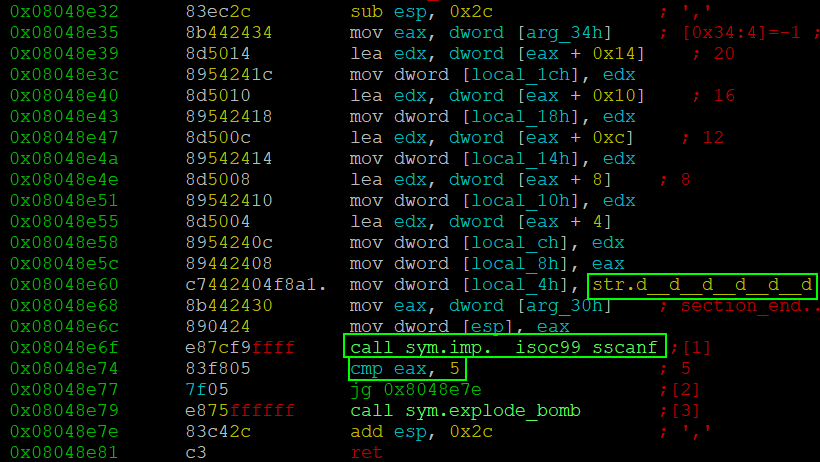 0x08048e32 83ec2c sub esp, 0x2c ; ','
0x08048e35 8b442434 mov eax, dword [arg_34h] ; [0x34:4]=-1 ;
0x08048e39 8d5014 lea edx, dword [eax + 0x14] ; 20
0x08048e3c 8954241c mov dword [local_1ch], edx
0x08048e40 8d5010 lea edx, dword [eax + 0x10] ; 16
0x08048e43 89542418 mov dword [local_18h], edx
0x08048e47 8d500c lea edx, dword [eax + 0xc] ; 12
0x08048e4a 89542414 mov dword [local_14h], edx
0x08048e4e 8d5008 lea edx, dword [eax + 8] ; 8
0x08048e51 89542410 mov dword [local_10h], edx
0x08048e55 8d5004 lea edx, dword [eax + 4]
0x08048e58 8954240c mov dword [local_ch], edx
0x08048e5c 89442408 mov dword [local_8h], eax
0x08048e60 c7442404f8a1. mov dword [local_4h], str.d__d__d__d__d__d
0x08048e68 8b442430 mov eax, dword [arg_30h] ; section_end..
0x08048e6c 890424 mov dword [esp], eax
0x08048e6f e87cf9ffff call sym.imp.__isoc99_sscanf ;[1]
0x08048e74 83f805 cmp eax, 5 ; 5
0x08048e77 7f05 jg 0x8048e7e ;[2]
0x08048e79 e875ffffff call sym.explode_bomb ;[3]
0x08048e7e 83c42c add esp, 0x2c ; ','
0x08048e81 c3 ret